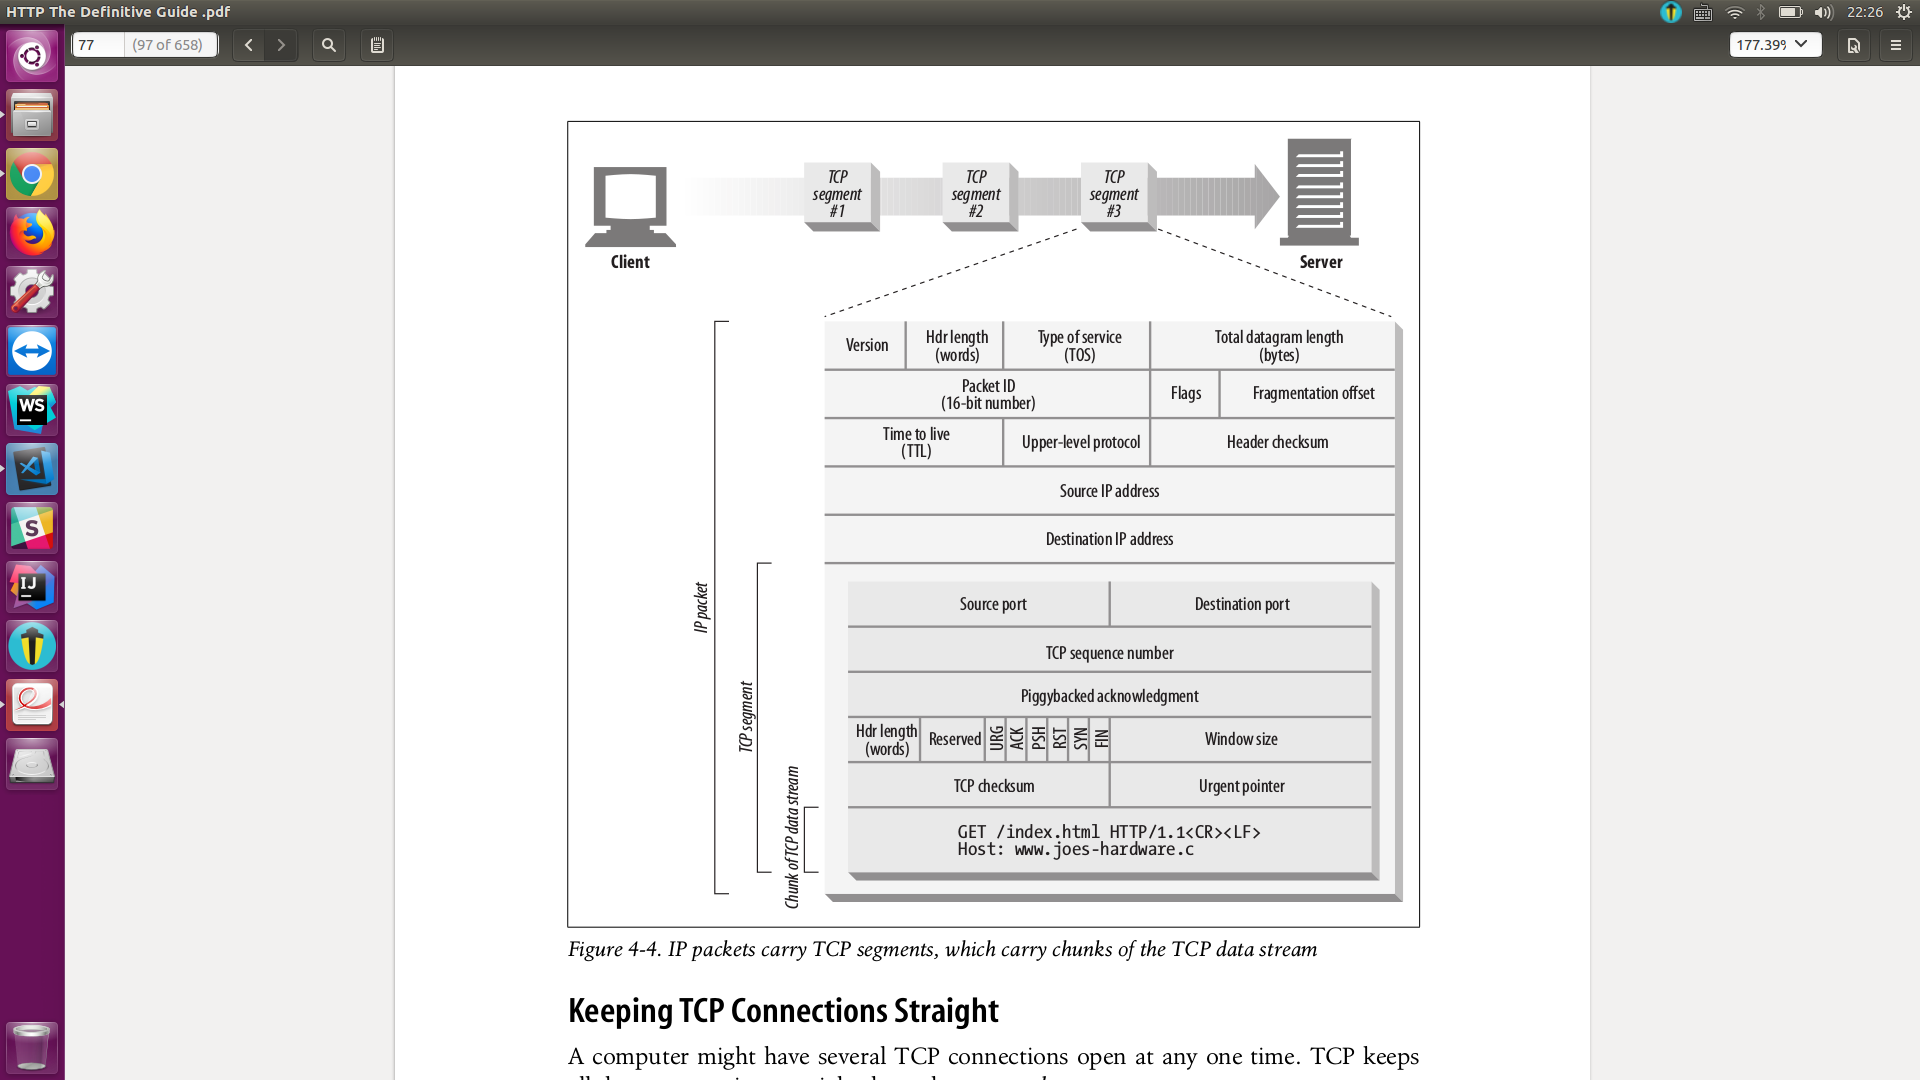 HTTP The Definitive Guide .pdf
22:26
77
(97 of 658)
177.39%
TCP
segment
#1
TCP
segment
#2
TCP
segment
#3
Client
Server
Version
Hdr length
(words)
Type of service
(TOS)
Total datagram length
(bytes)
Packet ID
(16-bit number)
Flags
Fragmentation offset
Time to live
(TTL)
Upper-level protocol
Header checksum
Source IP address
Destination IP address
IP packet
TCP segment
Chunk of TCP data stream
Source port
Destination port
TCP sequence number
Piggybacked acknowledgment
Hdr length
(words)
Reserved
URG
ACK
PSH
RST
SYN
FIN
Window size
TCP checksum
Urgent pointer
GET /index.html HTTP/1.1<CR><LF>
Host: www.joes-hardware.c
Figure 4-4. IP packets carry TCP segments, which carry chunks of the TCP data stream
Keeping TCP Connections Straight
A computer might have several TCP connections open at any one time. TCP keeps
WS
S
IJ